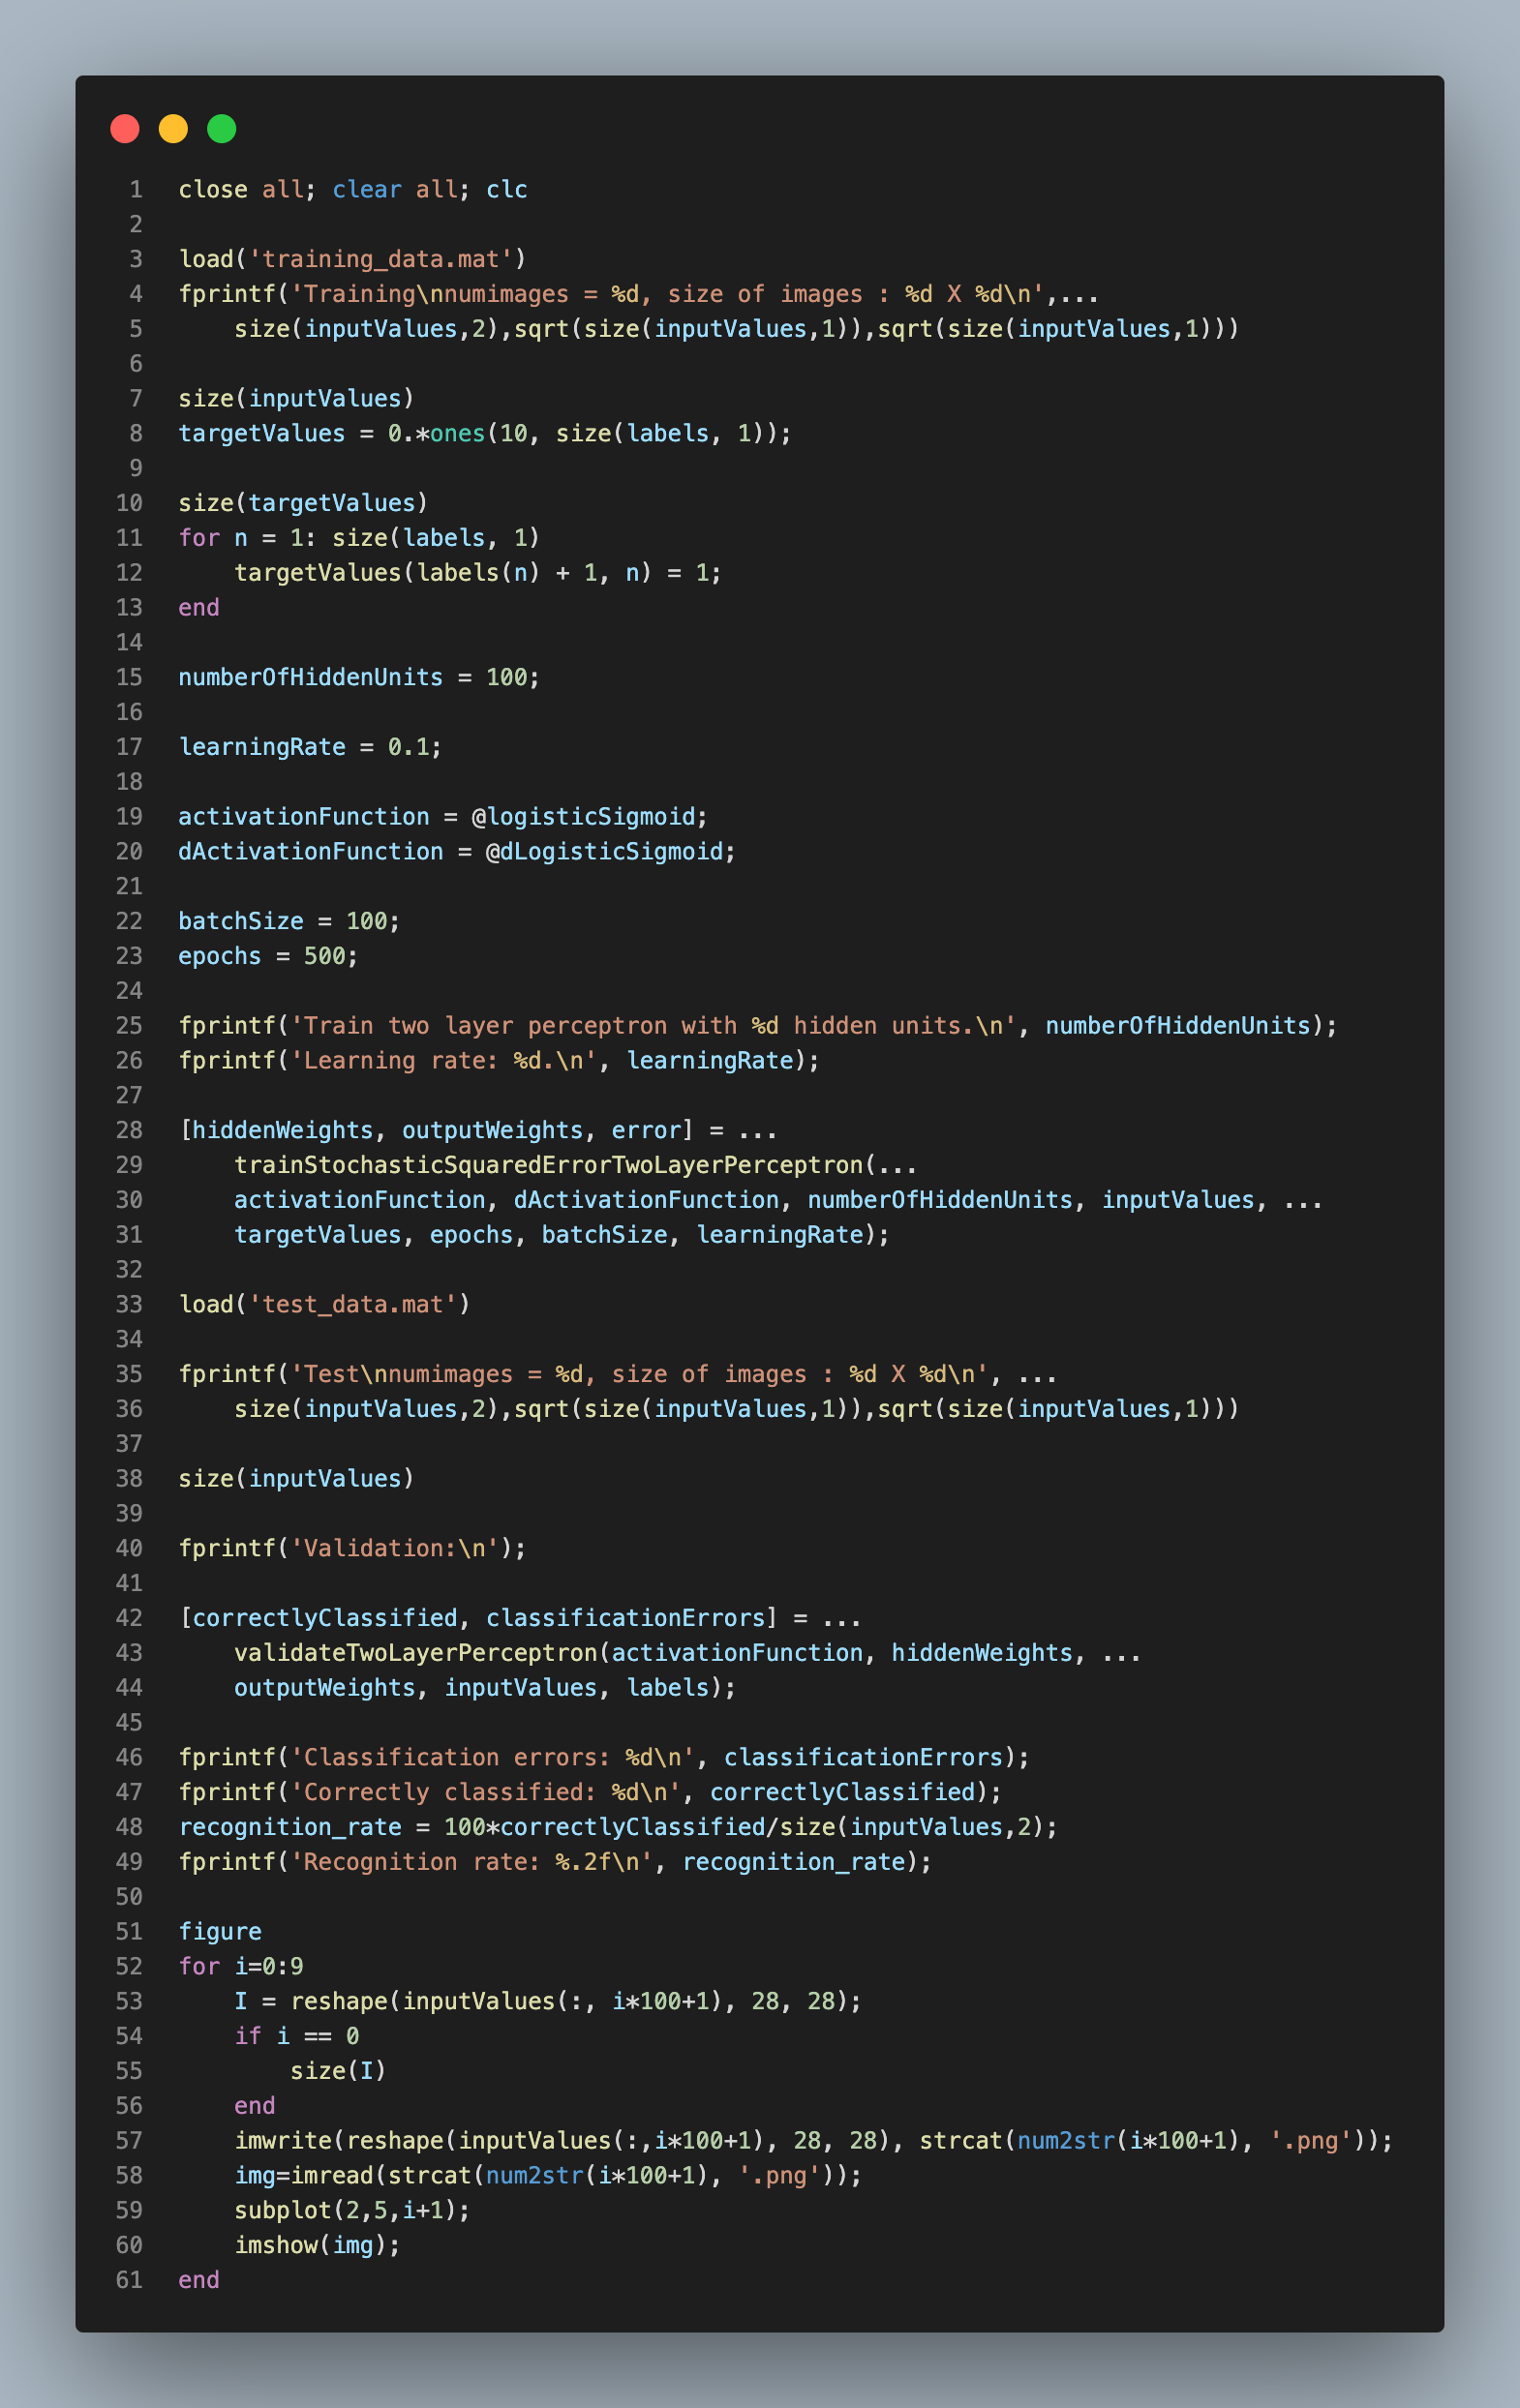 1 close all; clear all; clc
2
3 load('training_data.mat')
4 fprintf('Training\nnumimages = %d, size of images : %d X %d\n',...
5     size(inputValues,2),sqrt(size(inputValues,1)),sqrt(size(inputValues,1)))
6
7 size(inputValues)
8 targetValues = 0.*ones(10, size(labels, 1));
9
10 size(targetValues)
11 for n = 1: size(labels, 1)
12     targetValues(labels(n) + 1, n) = 1;
13 end
14
15 numberOfHiddenUnits = 100;
16
17 learningRate = 0.1;
18
19 activationFunction = @logisticSigmoid;
20 dActivationFunction = @dLogisticSigmoid;
21
22 batchSize = 100;
23 epochs = 500;
24
25 fprintf('Train two layer perceptron with %d hidden units.\n', numberOfHiddenUnits);
26 fprintf('Learning rate: %d.\n', learningRate);
27
28 [hiddenWeights, outputWeights, error] = ...
29     trainStochasticSquaredErrorTwoLayerPerceptron(...
30     activationFunction, dActivationFunction, numberOfHiddenUnits, inputValues, ...
31     targetValues, epochs, batchSize, learningRate);
32
33 load('test_data.mat')
34
35 fprintf('Test\nnumimages = %d, size of images : %d X %d\n', ...
36     size(inputValues,2),sqrt(size(inputValues,1)),sqrt(size(inputValues,1)))
37
38 size(inputValues)
39
40 fprintf('Validation:\n');
41
42 [correctlyClassified, classificationErrors] = ...
43     validateTwoLayerPerceptron(activationFunction, hiddenWeights, ...
44     outputWeights, inputValues, labels);
45
46 fprintf('Classification errors: %d\n', classificationErrors);
47 fprintf('Correctly classified: %d\n', correctlyClassified);
48 recognition_rate = 100*correctlyClassified/size(inputValues,2);
49 fprintf('Recognition rate: %.2f\n', recognition_rate);
50
51 figure
52 for i=0:9
53     I = reshape(inputValues(:, i*100+1), 28, 28);
54     if i == 0
55         size(I)
56     end
57     imwrite(reshape(inputValues(:,i*100+1), 28, 28), strcat(num2str(i*100+1), '.png'));
58     img=imread(strcat(num2str(i*100+1), '.png'));
59     subplot(2,5,i+1);
60     imshow(img);
61 end